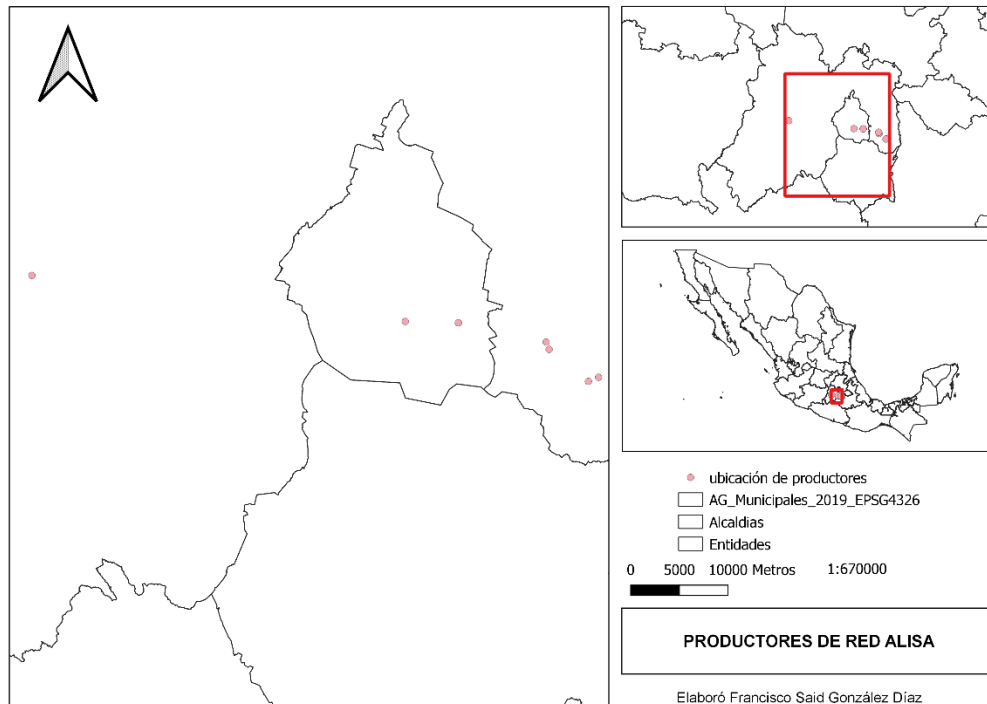 ubicación de productores
AG_Municipales_2019_EPSG4326
Alcaldias
Entidades
0 5000 10000 Metros 1:670000
PRODUCTORES DE RED ALISA
Elaboró Francisco Said González Díaz